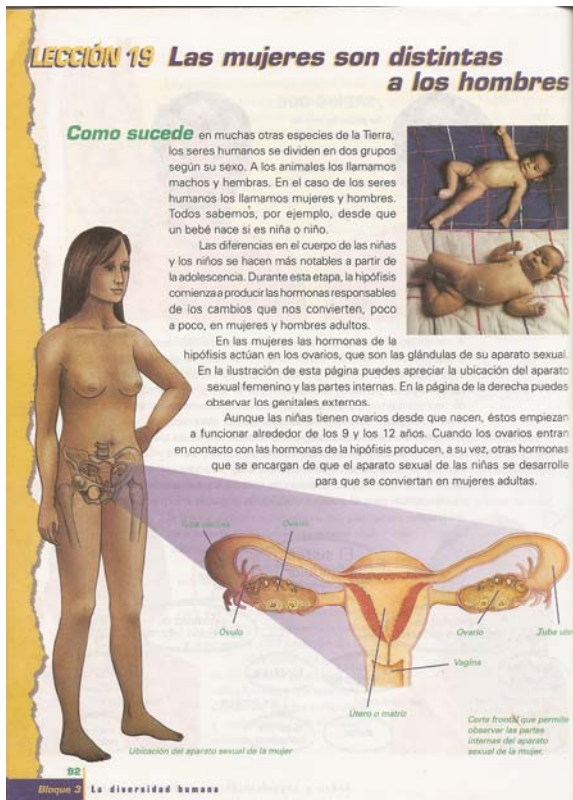 LECCIÓN 19 Las mujeres son distintas
a los hombres
Como sucede en muchas otras especies de la Tierra,
los seres humanos se dividen en dos grupos
según su sexo. A los animales los llamamos
machos y hembras. En el caso de los seres
humanos los llamamos mujeres y hombres.
Todos sabemos, por ejemplo, desde que
un bebé nace si es niña o niño.
Las diferencias en el cuerpo de las niñas
y los niños se hacen más notables a partir de
la adolescencia. Durante esta etapa, la hipófisis
comienza a producir las hormonas responsables
de los cambios que nos convierten, poco
a poco, en mujeres y hombres adultos.
En las mujeres las hormonas de la
hipófisis actúan en los ovarios, que son las glándulas de su aparato sexual.
En la ilustración de esta página puedes apreciar la ubicación del aparato
sexual femenino y las partes internas. En la página de la derecha puedes
observar los genitales externos.
Aunque las niñas tienen ovarios desde que nacen, éstos empiezan
a funcionar alrededor de los 9 y los 12 años. Cuando los ovarios entran
en contacto con las hormonas de la hipófisis producen, a su vez, otras hormonas
que se encargan de que el aparato sexual de las niñas se desarrolle
para que se conviertan en mujeres adultas.
Tuba uterina
Ovario
Óvulo
Ovario
Tuba
Vagina
Útero o matriz
Corte frontal que permite
observar las partes
internas del aparato
sexual de la mujer.
Ubicación del aparato sexual de la mujer
92
Bloque 3 La diversidad humana